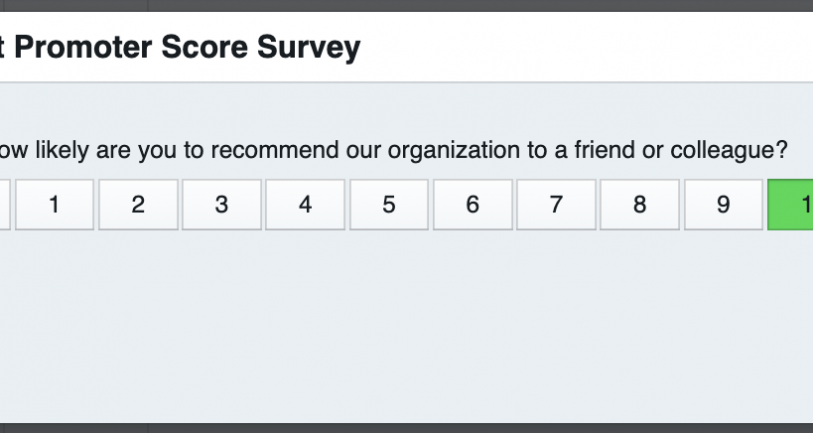 t Promoter Score Survey
ow likely are you to recommend our organization to a friend or colleague?
1 2 3 4 5 6 7 8 9 1